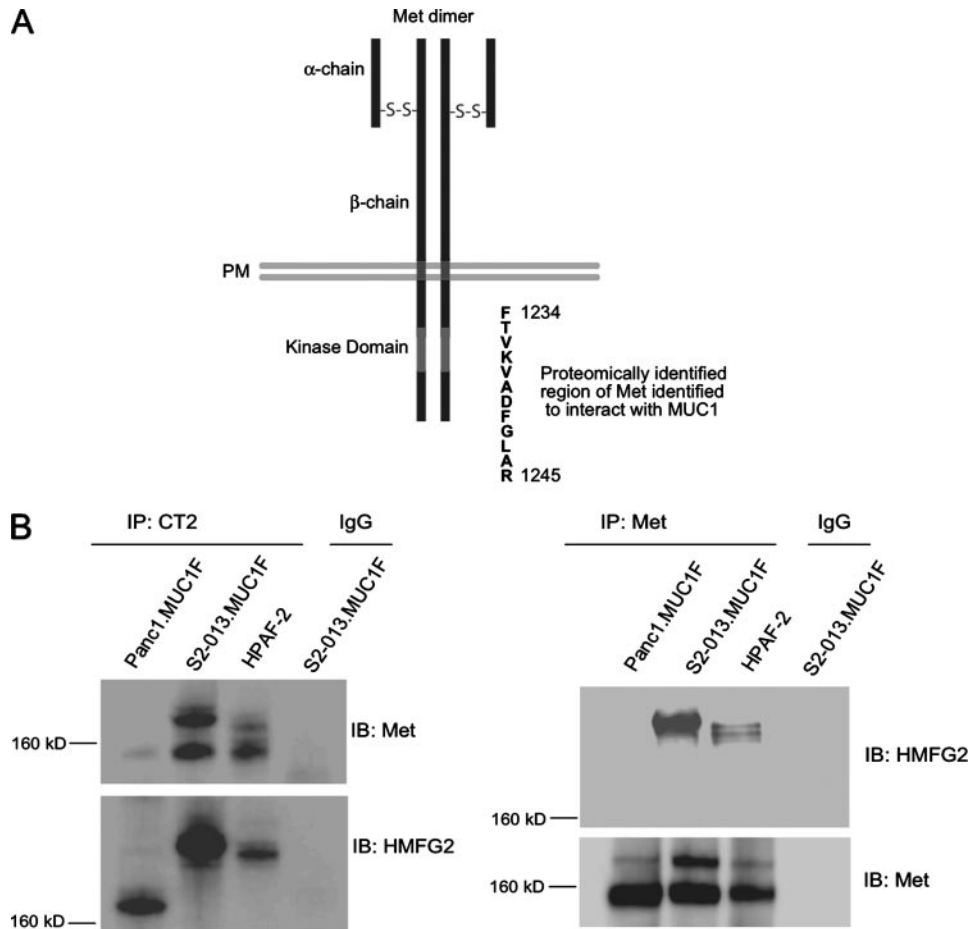 A
Met dimer
α-chain
-S-S-
-S-S-
β-chain
PM
F 1234
T
V
K
V
A
D
F
G
L
A
R 1245
Kinase Domain
Proteomically identified
region of Met identified
to interact with MUC1
B
IP: CT2
IgG
Panc1.MUC1F
S2-013.MUC1F
HPAF-2
S2-013.MUC1F
160 kD
IB: Met
IB: HMFG2
160 kD
IP: Met
IgG
Panc1.MUC1F
S2-013.MUC1F
HPAF-2
S2-013.MUC1F
IB: HMFG2
160 kD
160 kD
IB: Met